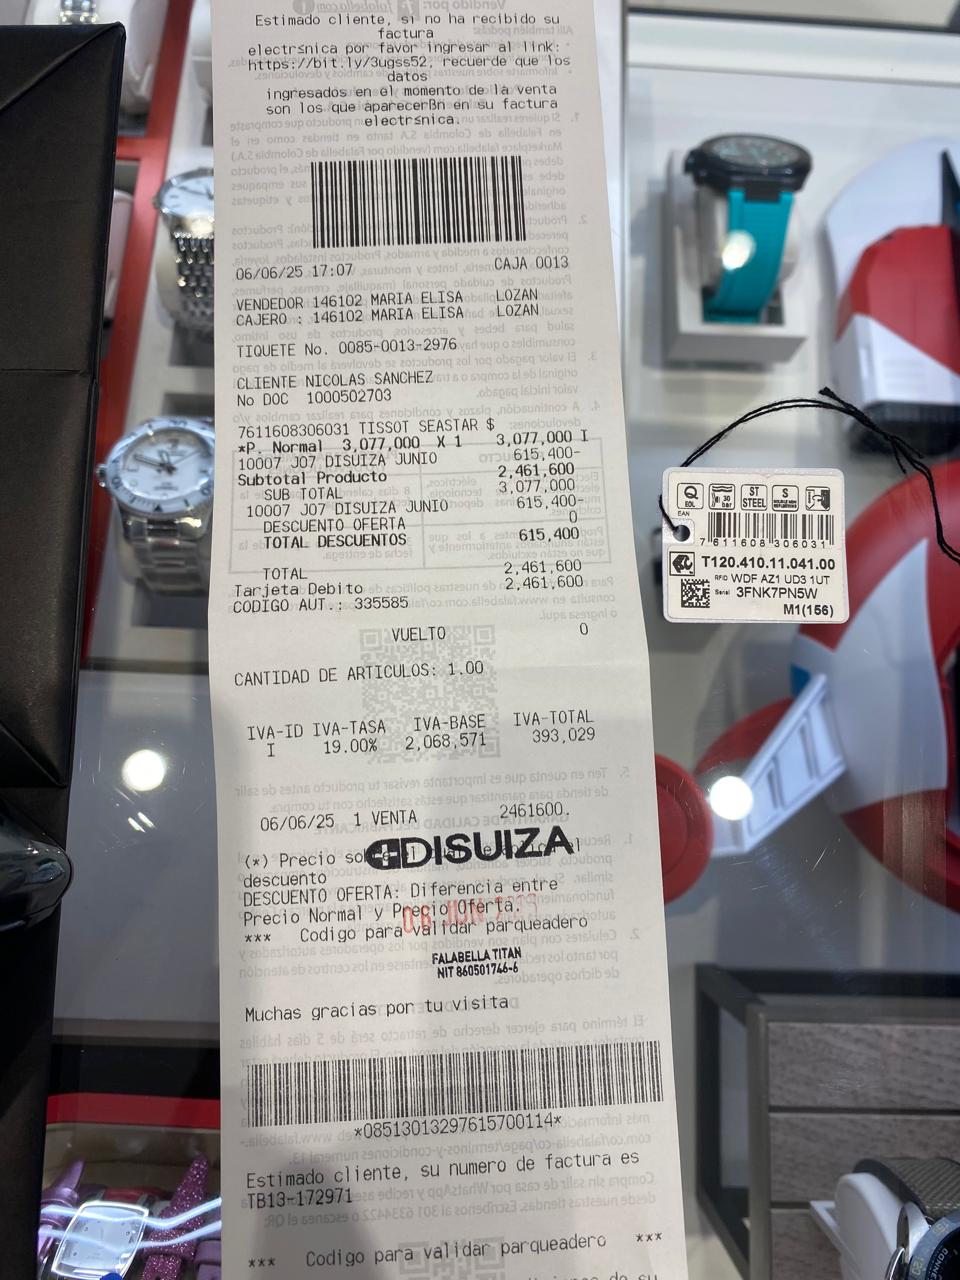 Estimado cliente, si no ha recibido su
factura
electr≤nica por favor ingresar al link:
https://bit.ly/3ugss52, recuerde que los
datos
ingresados en el momento de la venta
son los que aparecerßn en su factura
electr≤nica.
06/06/25 17:07 CAJA 0013
VENDEDOR 146102 MARIA ELISA LOZAN
CAJERO : 146102 MARIA ELISA LOZAN
TIQUETE No. 0085-0013-2976
CLIENTE NICOLAS SANCHEZ
No DOC 1000502703
7611608306031 TISSOT SEASTAR $
*P. Normal 3,077,000 X 1 3,077,000 I
10007 J07 DISUIZA JUNIO 615,400-
Subtotal Producto 2,461,600
SUB TOTAL 3,077,000
10007 J07 DISUIZA JUNIO 615,400-
DESCUENTO OFERTA 0
TOTAL DESCUENTOS 615,400
TOTAL 2,461,600
Tarjeta Debito 2,461,600
CODIGO AUT.: 335585
VUELTO 0
CANTIDAD DE ARTICULOS: 1.00
IVA-ID IVA-TASA IVA-BASE IVA-TOTAL
I 19.00% 2,068,571 393,029
06/06/25 1 VENTA 2461600.
DISUIZA
(*) Precio
descuento
DESCUENTO OFERTA: Diferencia entre
Precio Normal y Precio Oferta.
*** Codigo para validar parqueadero
FALABELLA TITAN
NIT 860501746-6
Muchas gracias por tu visita
*08513013297615700114*
Estimado cliente, su numero de factura es
TB13-172971
*** Codigo para validar parqueadero ***
Q
EOL
30
bar
ST
STEEL
S
EAN
7 611608 306031
T120.410.11.041.00
RFID WDF AZ1 UD3 1UT
Serial 3FNK7PN5W
M1(156)